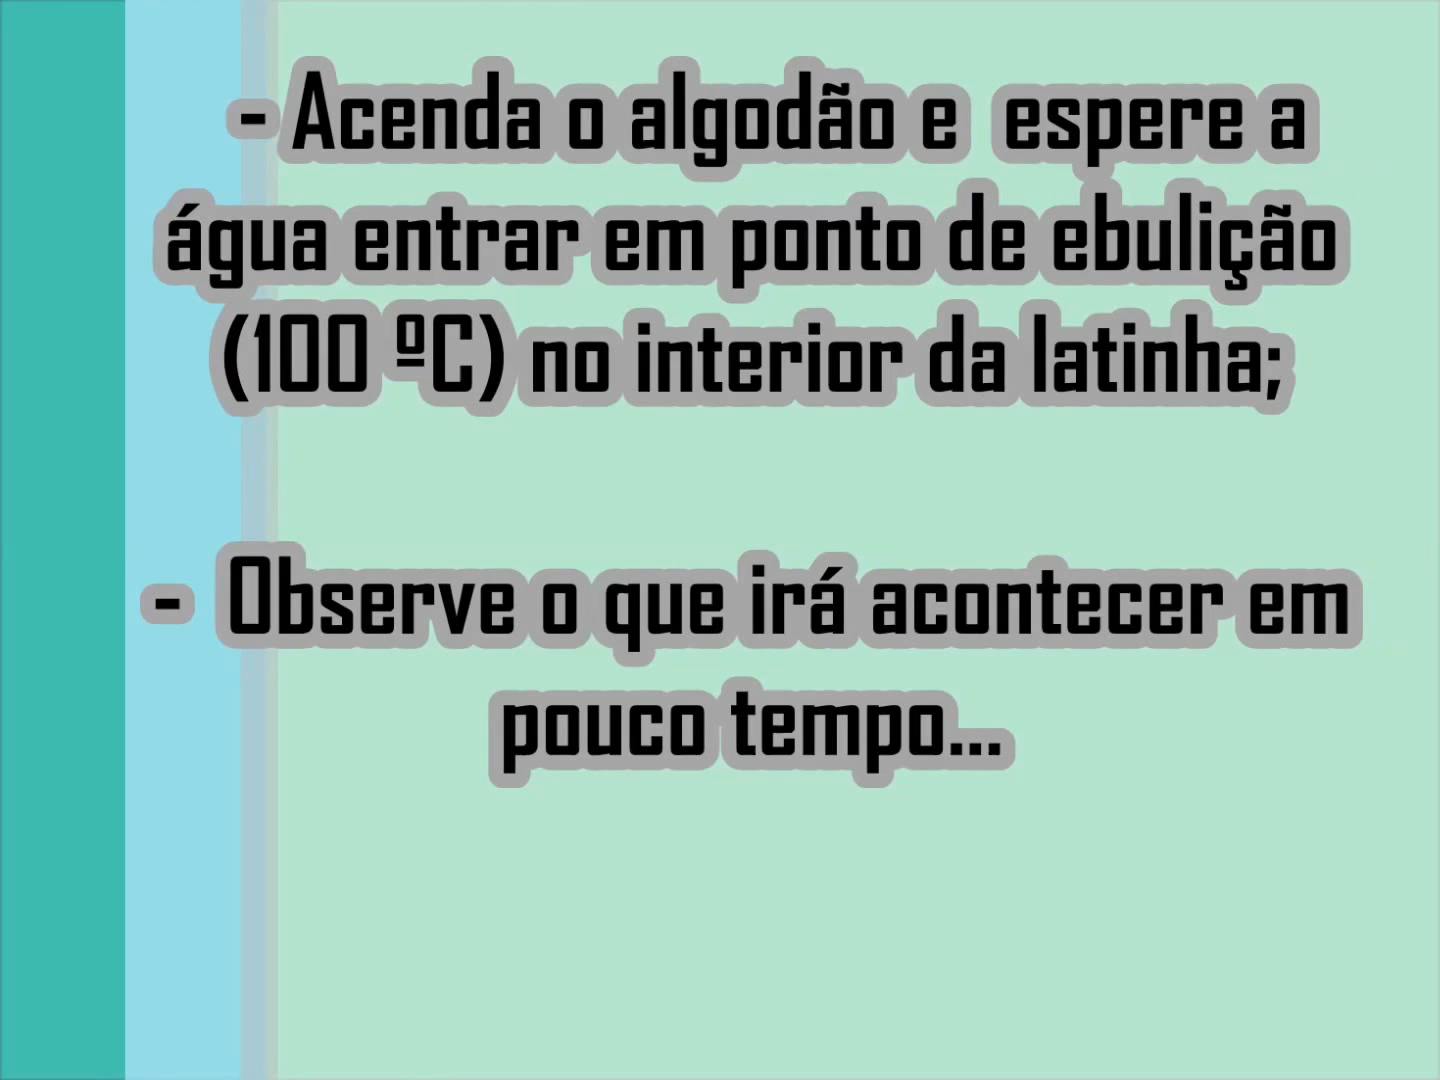 - Acenda o algodão e espere a
água entrar em ponto de ebulição
(100 ºC) no interior da latinha;
- Observe o que irá acontecer em
pouco tempo...